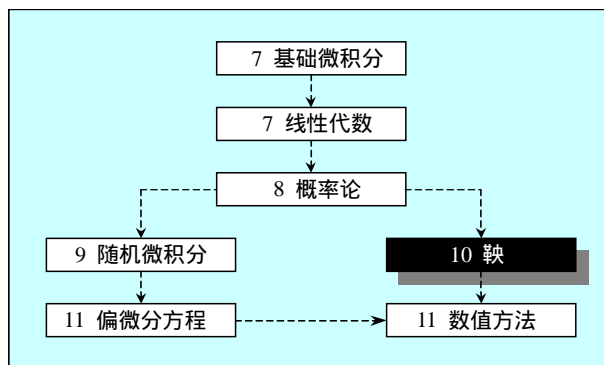 7 基础微积分
7 线性代数
8 概率论
9 随机微积分
10 鞅
11 偏微分方程
11 数值方法